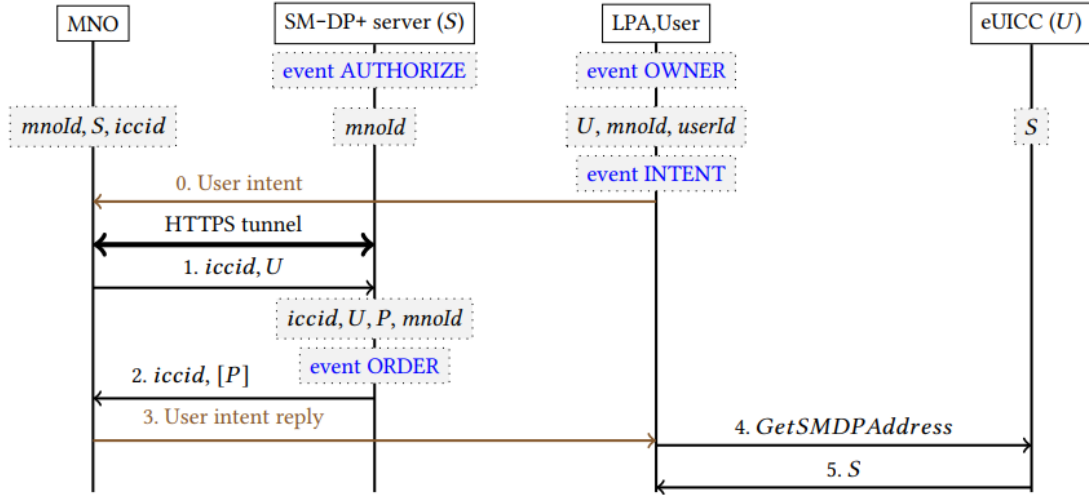 MNO
SM-DP+ server (S)
LPA,User
eUICC (U)
event AUTHORIZE
event OWNER
mnoId, S, iccid
mnoId
U, mnoId, userId
S
event INTENT
0. User intent
HTTPS tunnel
1. iccid, U
iccid, U, P, mnoId
event ORDER
2. iccid, [P]
3. User intent reply
4. GetSMDPAddress
5. S